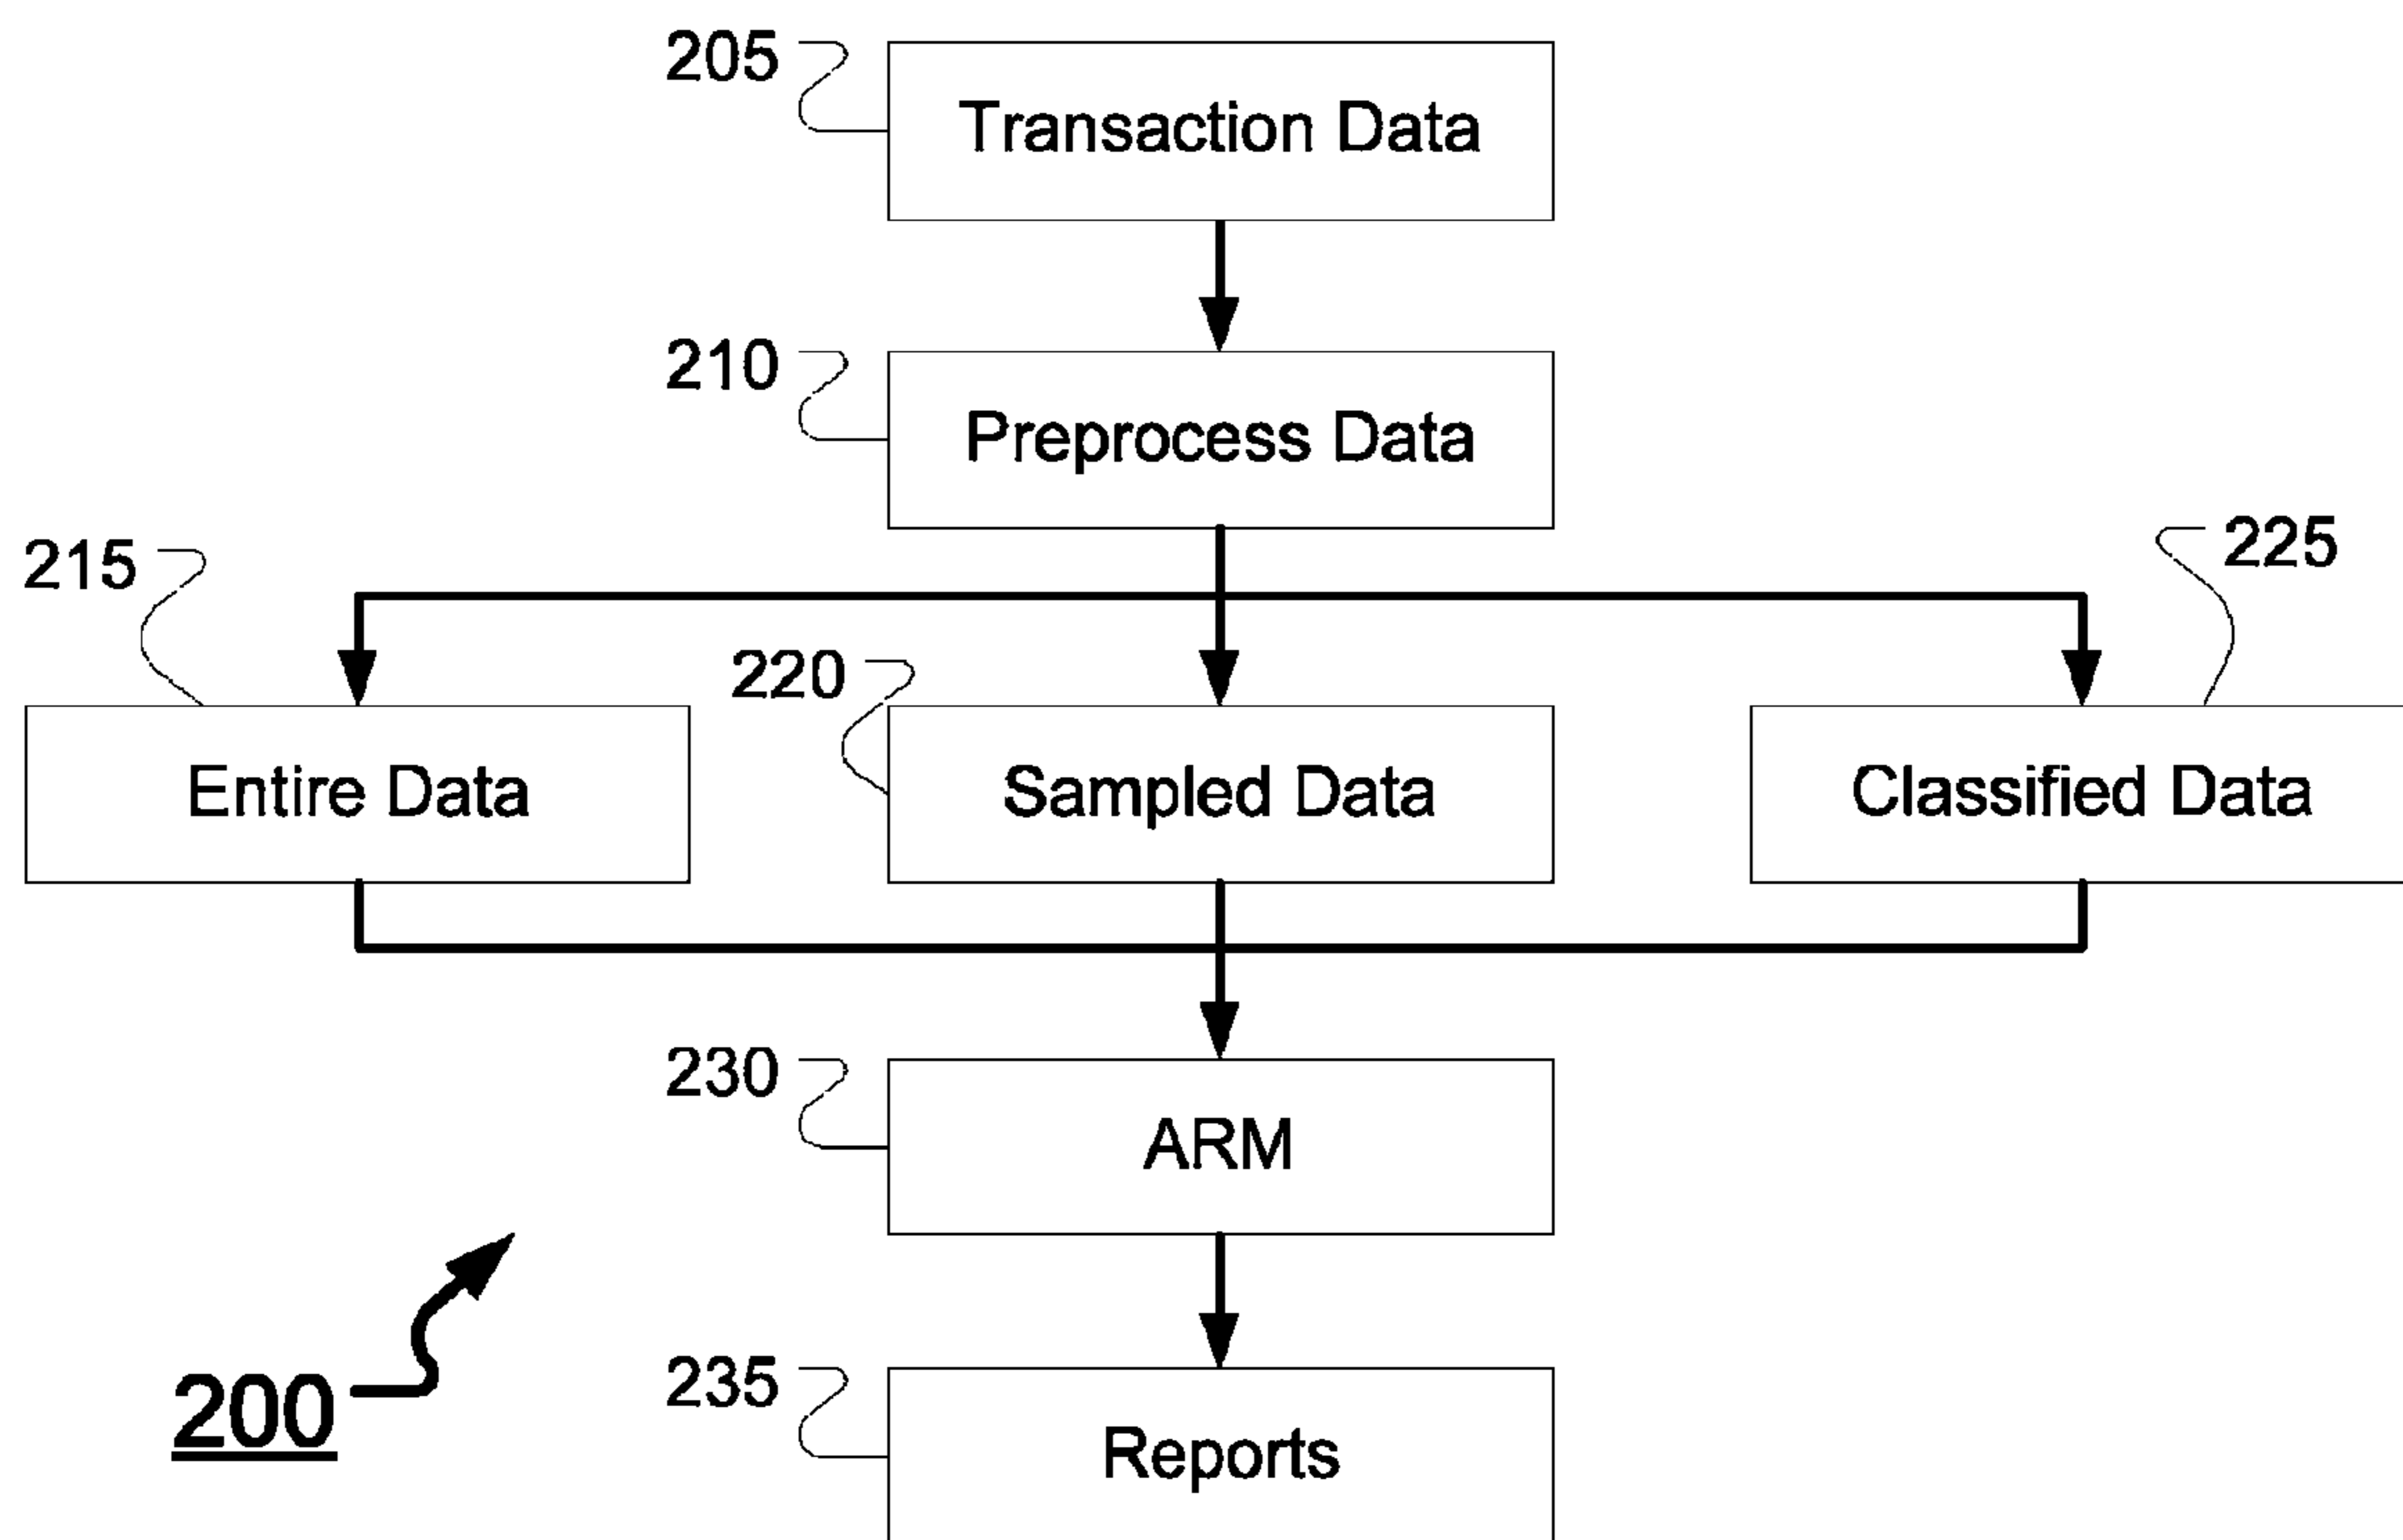 205
Transaction Data
210
Preprocess Data
215
225
220
Entire Data
Sampled Data
Classified Data
230
ARM
200
235
Reports